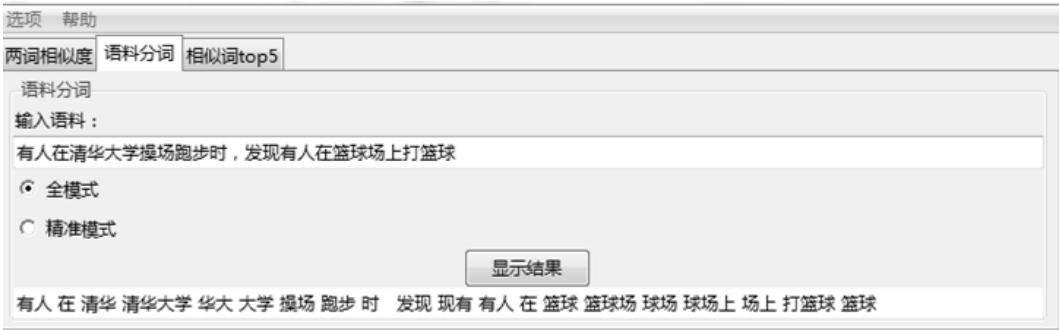 选项 帮助
两词相似度 语料分词 相似词top5
语料分词
输入语料：
有人在清华大学操场跑步时，发现有人在篮球场上打篮球
全模式
精准模式
显示结果
有人 在 清华 清华大学 华大 大学 操场 跑步 时 发现 现有 有人 在 篮球 篮球场 球场 球场上 场上 打篮球 篮球